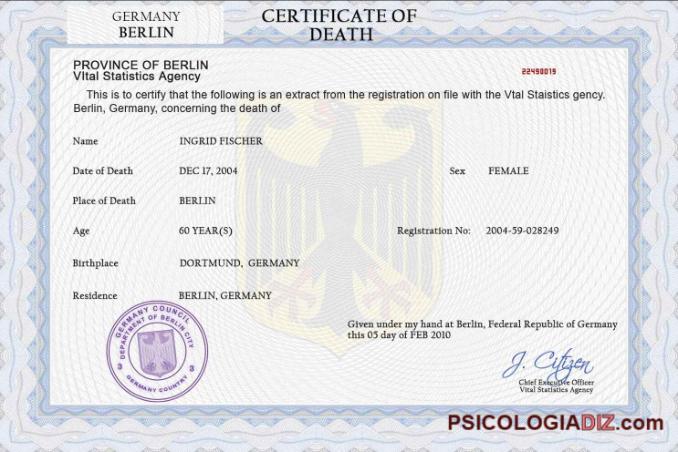 GERMANY
BERLIN
CERTIFICATE OF
DEATH
PROVINCE OF BERLIN
Vital Statistics Agency
22490019
This is to certify that the following is an extract from the registration on file with the Vtal Staistics gency.
Berlin, Germany, concerning the death of
Name INGRID FISCHER
Date of Death DEC 17, 2004 Sex FEMALE
Place of Death BERLIN
Age 60 YEAR(S) Registration No: 2004-59-028249
Birthplace DORTMUND, GERMANY
Residence BERLIN, GERMANY
GERMANY COUNCIL
DEPARTMENT OF BERLIN CITY
GERMANY COUNTRY
Given under my hand at Berlin, Federal Republic of Germany
this 05 day of FEB 2010
J. Citizen
Chief Executive Officer
Vital Statistics Agency
PSICOLOGIADIZ.com